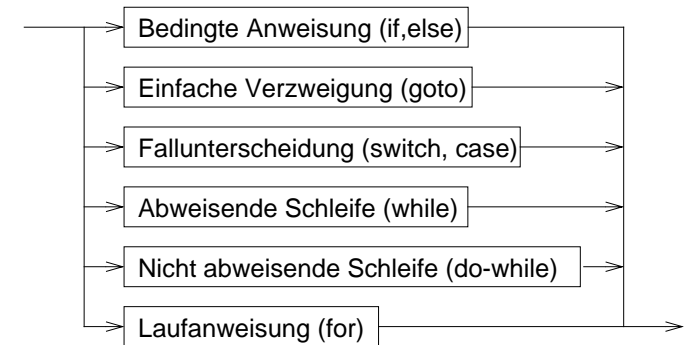 Bedingte Anweisung (if,else)
Einfache Verzweigung (goto)
Fallunterscheidung (switch, case)
Abweisende Schleife (while)
Nicht abweisende Schleife (do-while)
Laufanweisung (for)